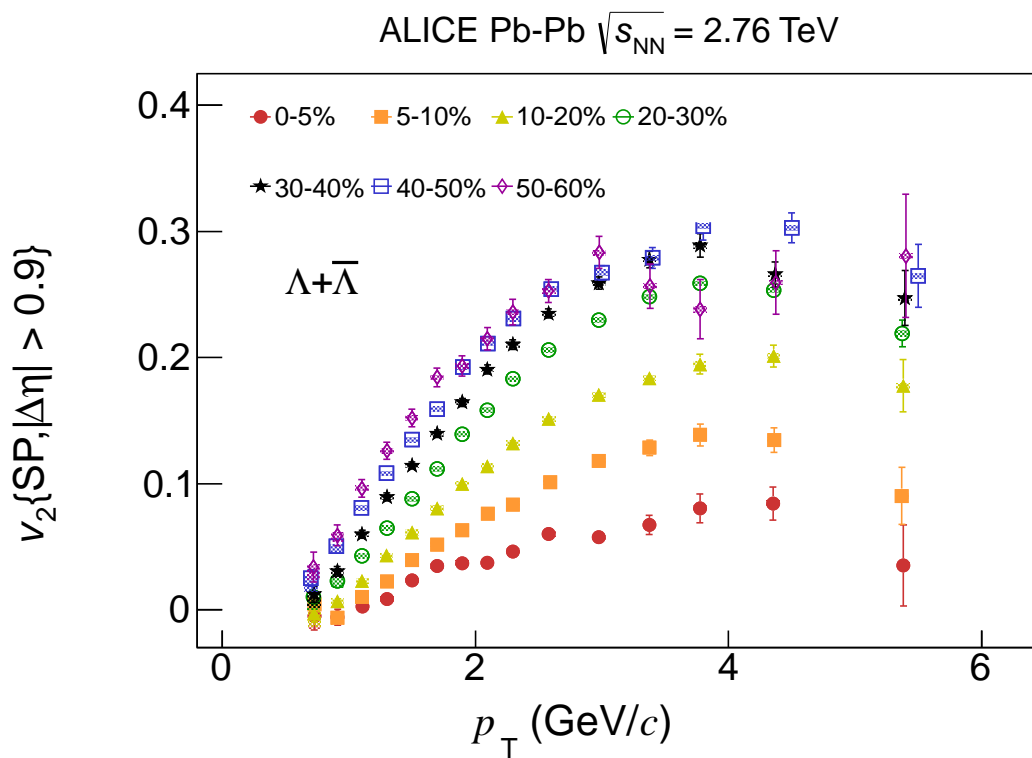 ALICE Pb-Pb √s_NN = 2.76 TeV
v₂{SP,|Δη| > 0.9}
0.4
0.3
0.2
0.1
0
0-5% 5-10% 10-20% 20-30%
30-40% 40-50% 50-60%
Λ+Λ̅
0 2 4 6
p_T (GeV/c)